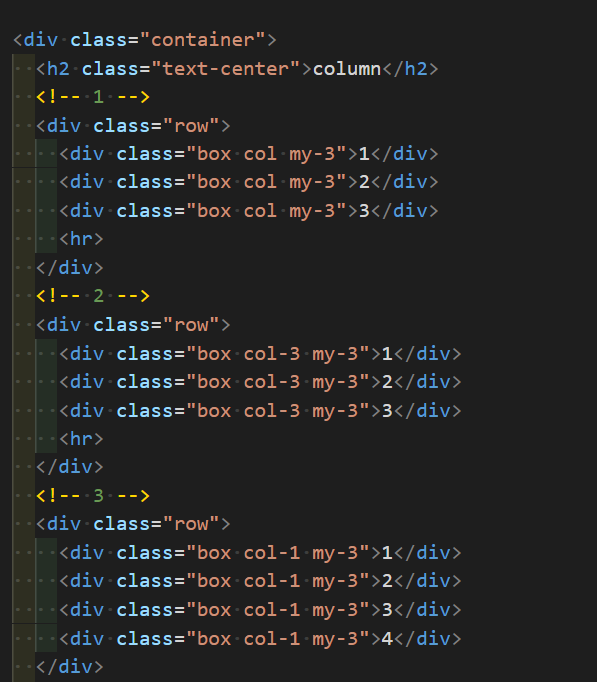 <div class="container">
  <h2 class="text-center">column</h2>
  <!-- 1 -->
  <div class="row">
    <div class="box col my-3">1</div>
    <div class="box col my-3">2</div>
    <div class="box col my-3">3</div>
    <hr>
  </div>
  <!-- 2 -->
  <div class="row">
    <div class="box col-3 my-3">1</div>
    <div class="box col-3 my-3">2</div>
    <div class="box col-3 my-3">3</div>
    <hr>
  </div>
  <!-- 3 -->
  <div class="row">
    <div class="box col-1 my-3">1</div>
    <div class="box col-1 my-3">2</div>
    <div class="box col-1 my-3">3</div>
    <div class="box col-1 my-3">4</div>
  </div>